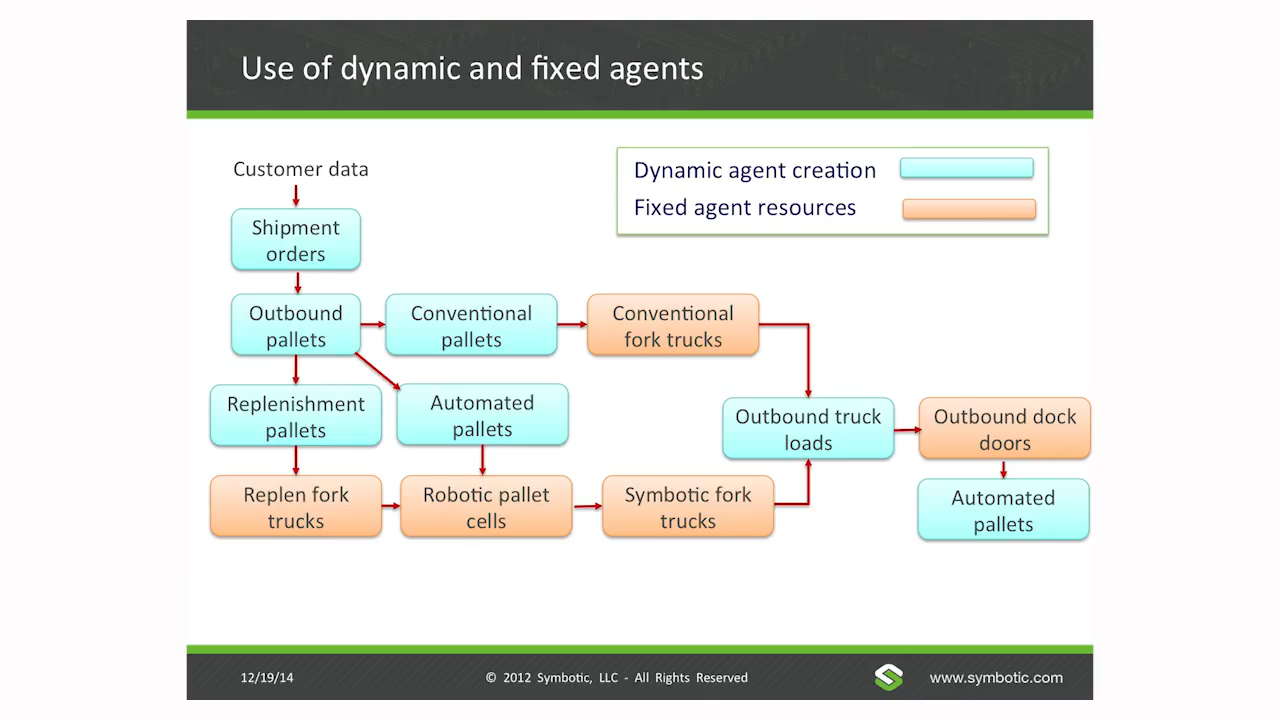 Use of dynamic and fixed agents
Customer data
Dynamic agent creation
Fixed agent resources
Shipment
orders
Outbound
pallets
Conventional
pallets
Conventional
fork trucks
Replenishment
pallets
Automated
pallets
Outbound truck
loads
Outbound dock
doors
Replen fork
trucks
Robotic pallet
cells
Symbotic fork
trucks
Automated
pallets
12/19/14
© 2012 Symbotic, LLC - All Rights Reserved
www.symbotic.com